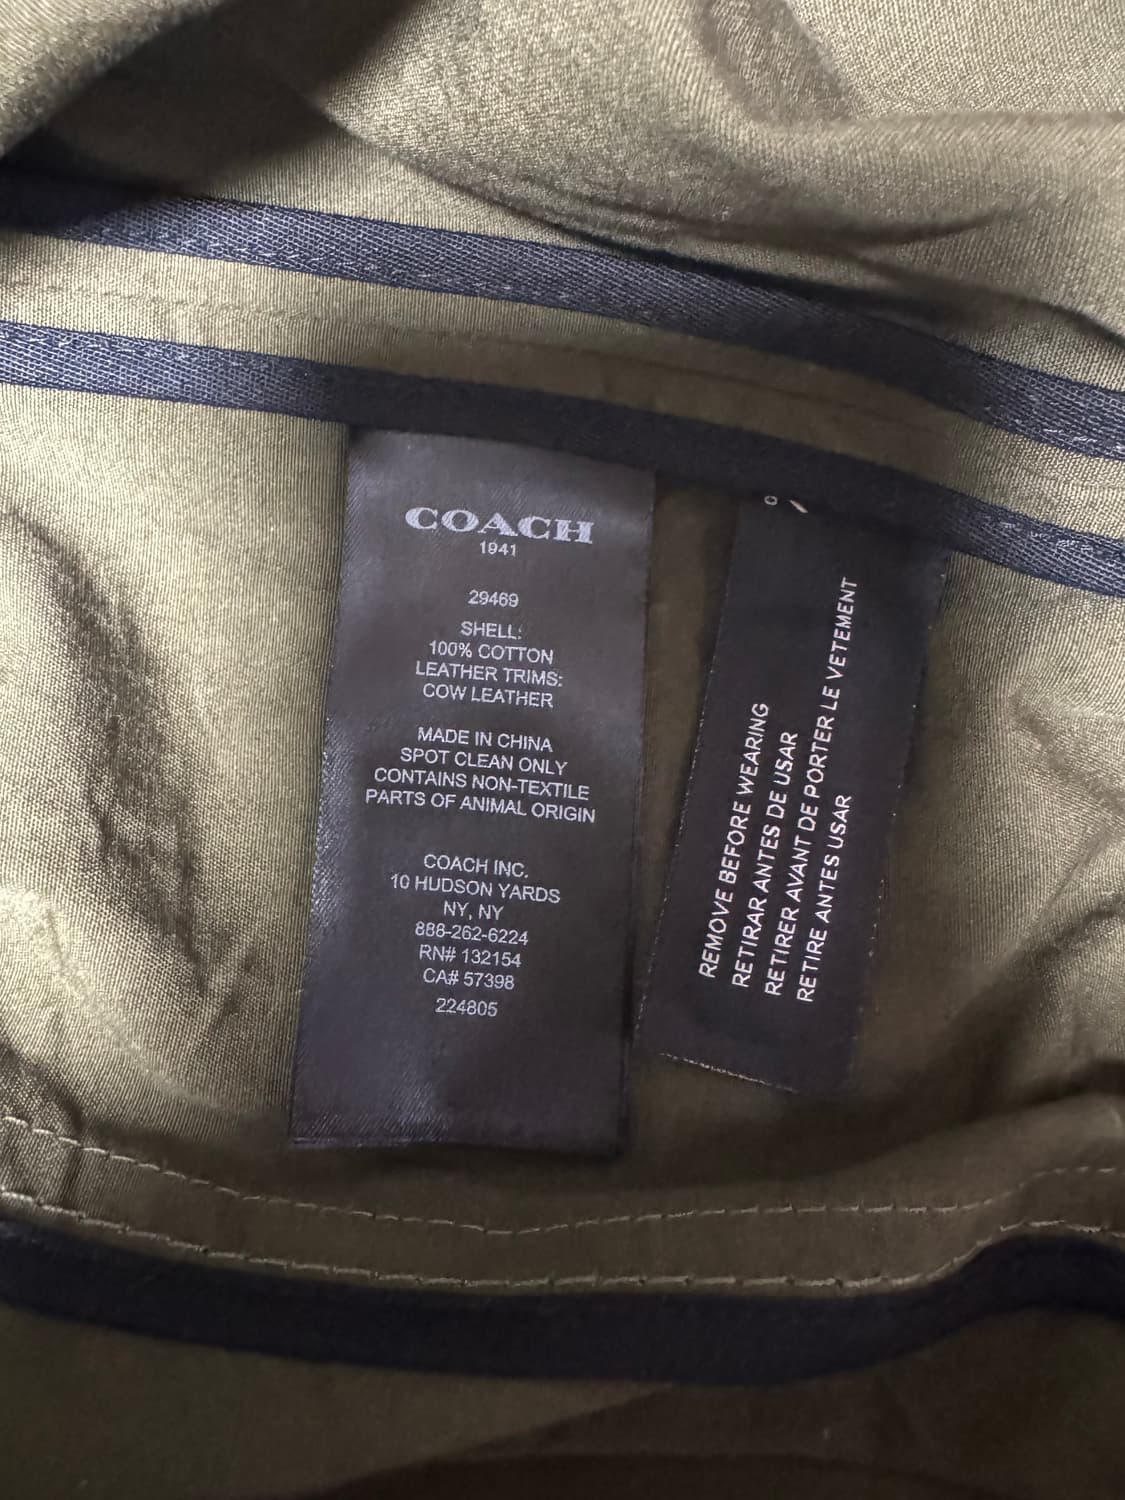 COACH
1941
29469
SHELL:
100% COTTON
LEATHER TRIMS:
COW LEATHER
MADE IN CHINA
SPOT CLEAN ONLY
CONTAINS NON-TEXTILE
PARTS OF ANIMAL ORIGIN
COACH INC.
10 HUDSON YARDS
NY, NY
888-262-6224
RN# 132154
CA# 57398
224805
REMOVE BEFORE WEARING
RETIRAR ANTES DE USAR
RETIRER AVANT DE PORTER LE VETEMENT
RETIRE ANTES USAR